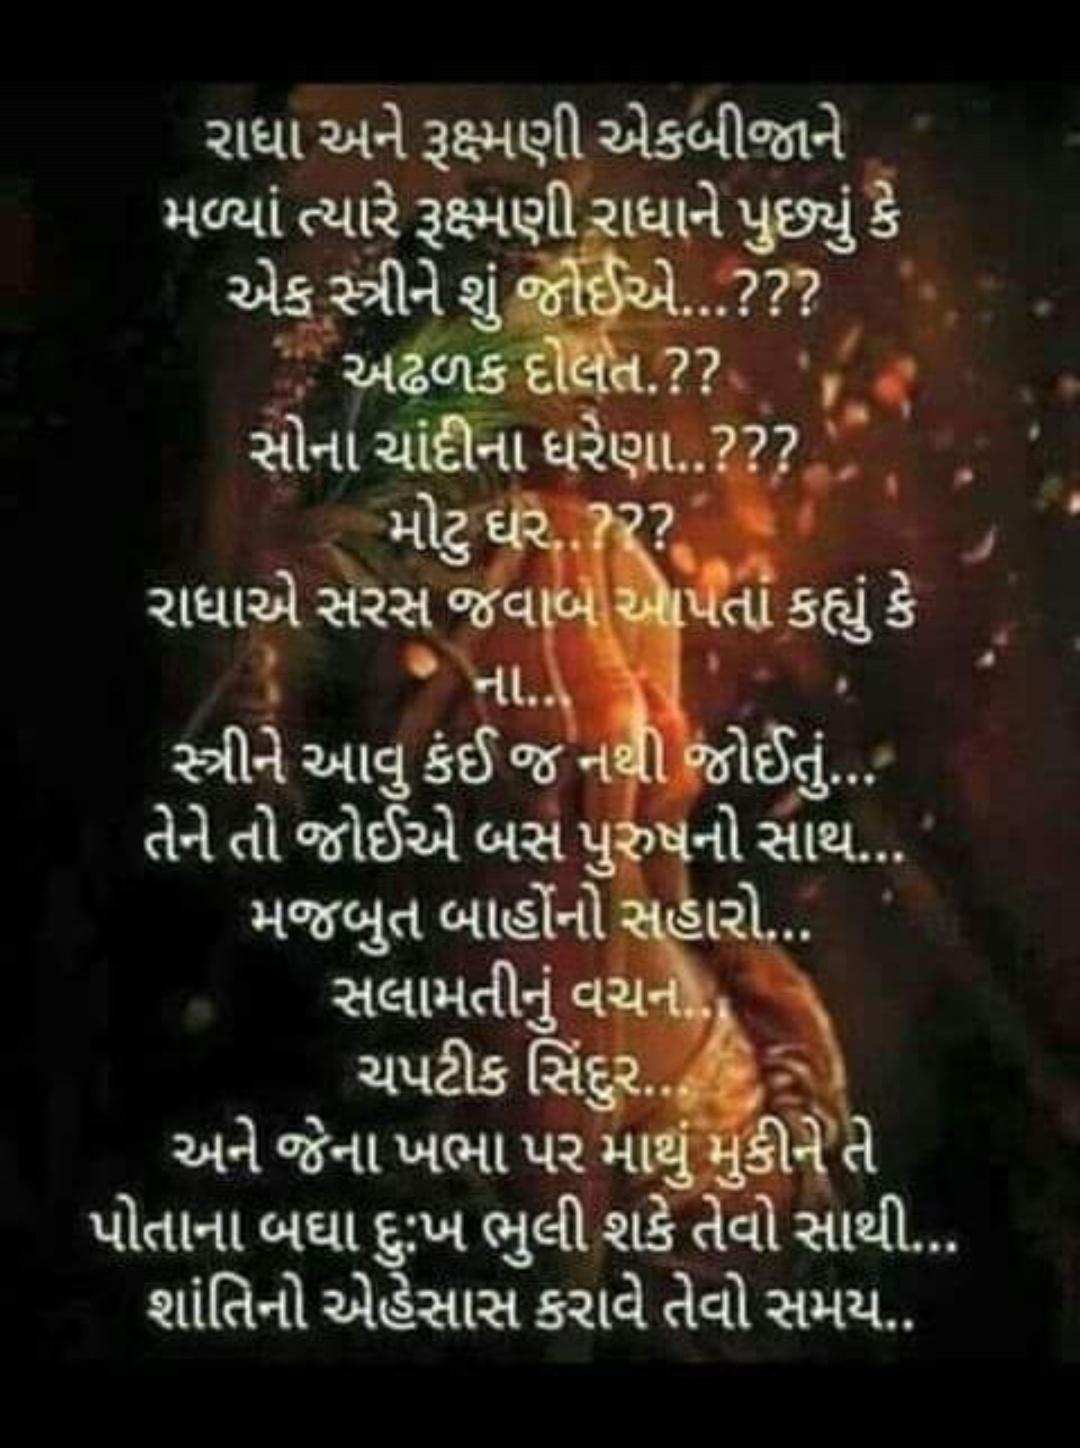 રાધા અને રૂક્ષ્મણી એકબીજાને
મળ્યાં ત્યારે રૂક્ષ્મણી રાધાને પુછ્યું કે
એક સ્ત્રીને શું જોઈએ...???
અઢળક દોલત.??
સોના ચાંદીના ઘરેણા..???
મોટુ ઘર..???
રાધાએ સરસ જવાબ આપતાં કહ્યું કે
ના...
સ્ત્રીને આવુ કંઈ જ નથી જોઈતું...
તેને તો જોઈએ બસ પુરુષનો સાથ...
મજબુત બાહોંનો સહારો...
સલામતીનું વચન...
ચપટીક સિંદુર...
અને જેના ખભા પર માથું મુકીને તે
પોતાના બધા દુ:ખ ભુલી શકે તેવો સાથી...
શાંતિનો એહેસાસ કરાવે તેવો સમય..